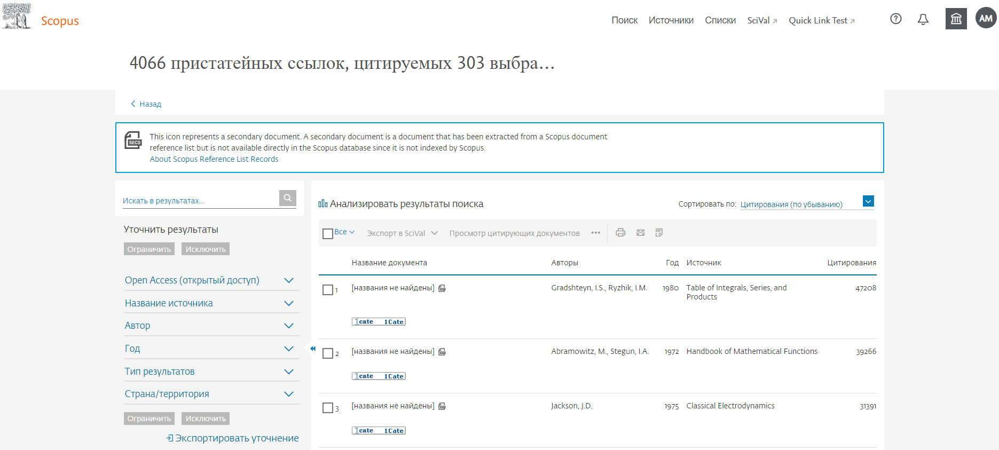 Scopus
Поиск Источники Списки SciVal Quick Link Test AM
4066 пристатейных ссылок, цитируемых 303 выбра...
Назад
SECD
This icon represents a secondary document. A secondary document is a document that has been extracted from a Scopus document
reference list but is not available directly in the Scopus database since it is not indexed by Scopus.
About Scopus Reference List Records
Искать в результатах...
Уточнить результаты
Ограничить Исключить
Open Access (открытый доступ)
Название источника
Автор
Год
Тип результатов
Страна/территория
Ограничить Исключить
Экспортировать уточнение
Анализировать результаты поиска Сортировать по: Цитирования (по убыванию)
Все Экспорт в SciVal Просмотр цитирующих документов ••• PDF
Название документа Авторы Год Источник Цитирования
1 [названия не найдены] Gradshteyn, I.S., Ryzhik, I.M. 1980 Table of Integrals, Series, and 47208
Products
1cate 1Cate
2 [названия не найдены] Abramowitz, M., Stegun, I.A. 1972 Handbook of Mathematical Functions 39266
1cate 1Cate
3 [названия не найдены] Jackson, J.D. 1975 Classical Electrodynamics 31391
1cate 1Cate